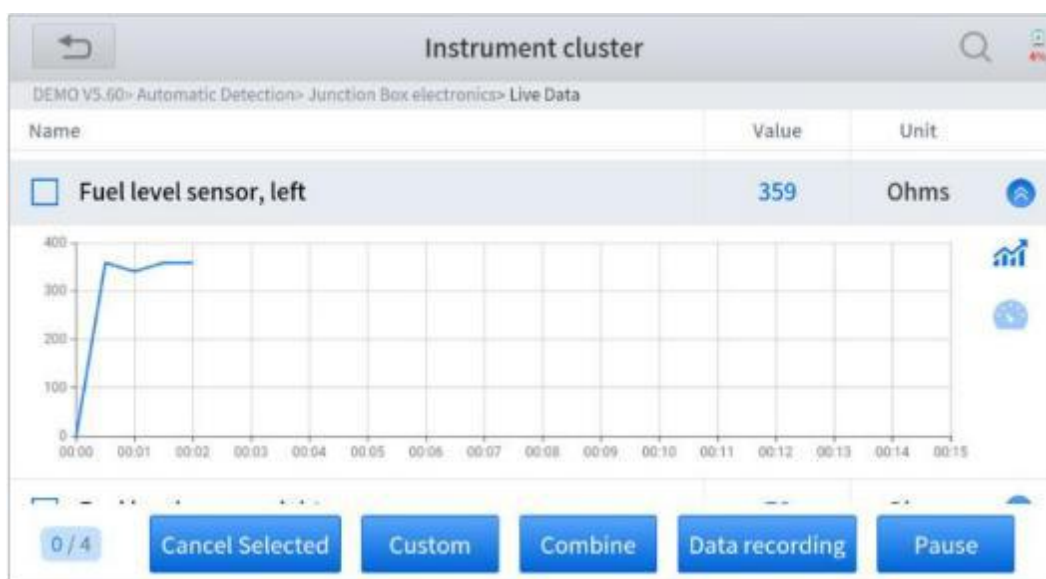 Instrument cluster
4%
DEMO V5.60> Automatic Detection> Junction Box electronics> Live Data
Name Value Unit
Fuel level sensor, left 359 Ohms
400
300
200
100
0
00:00 00:01 00:02 00:03 00:04 00:05 00:06 00:07 00:08 00:09 00:10 00:11 00:12 00:13 00:14 00:15
0 / 4 Cancel Selected Custom Combine Data recording Pause